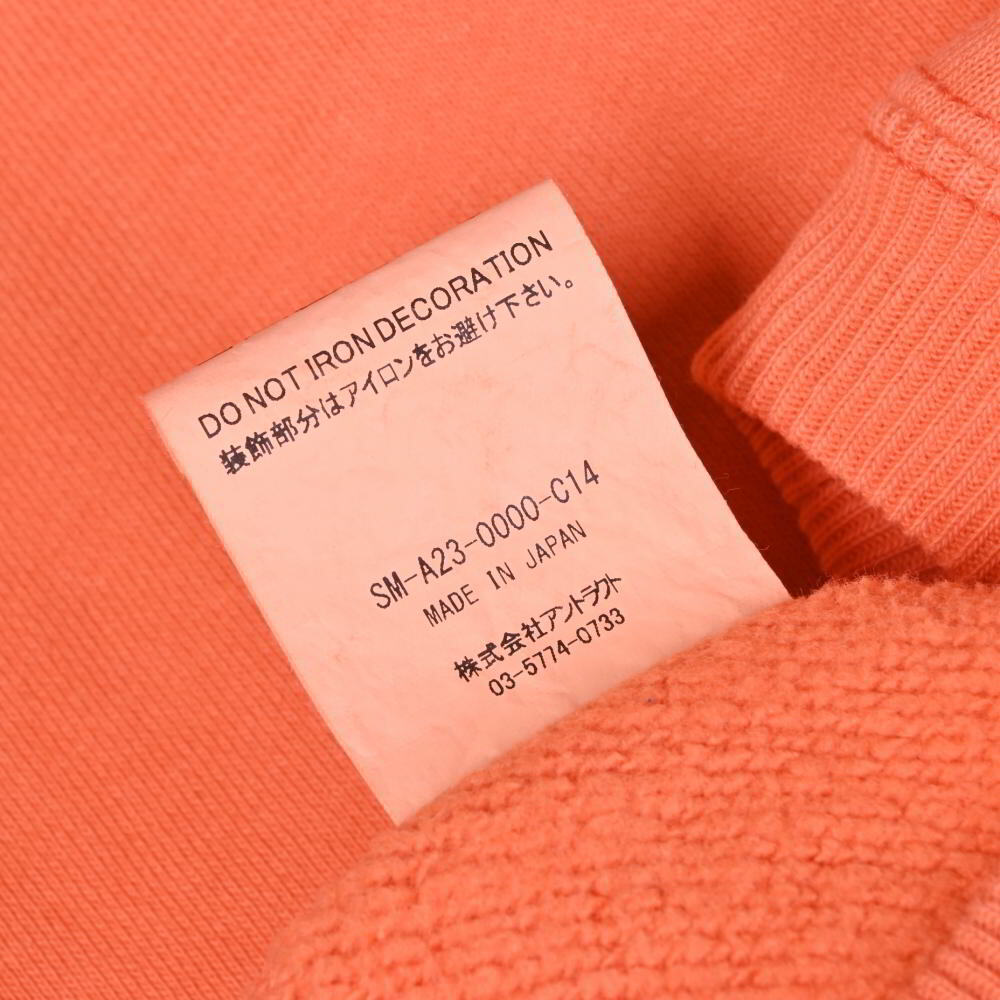 DO NOT IRON DECORATION
装飾部分はアイロンをお避け下さい。
SM-A23-0000-C14
MADE IN JAPAN
株式会社アントラクト
03-5774-0733